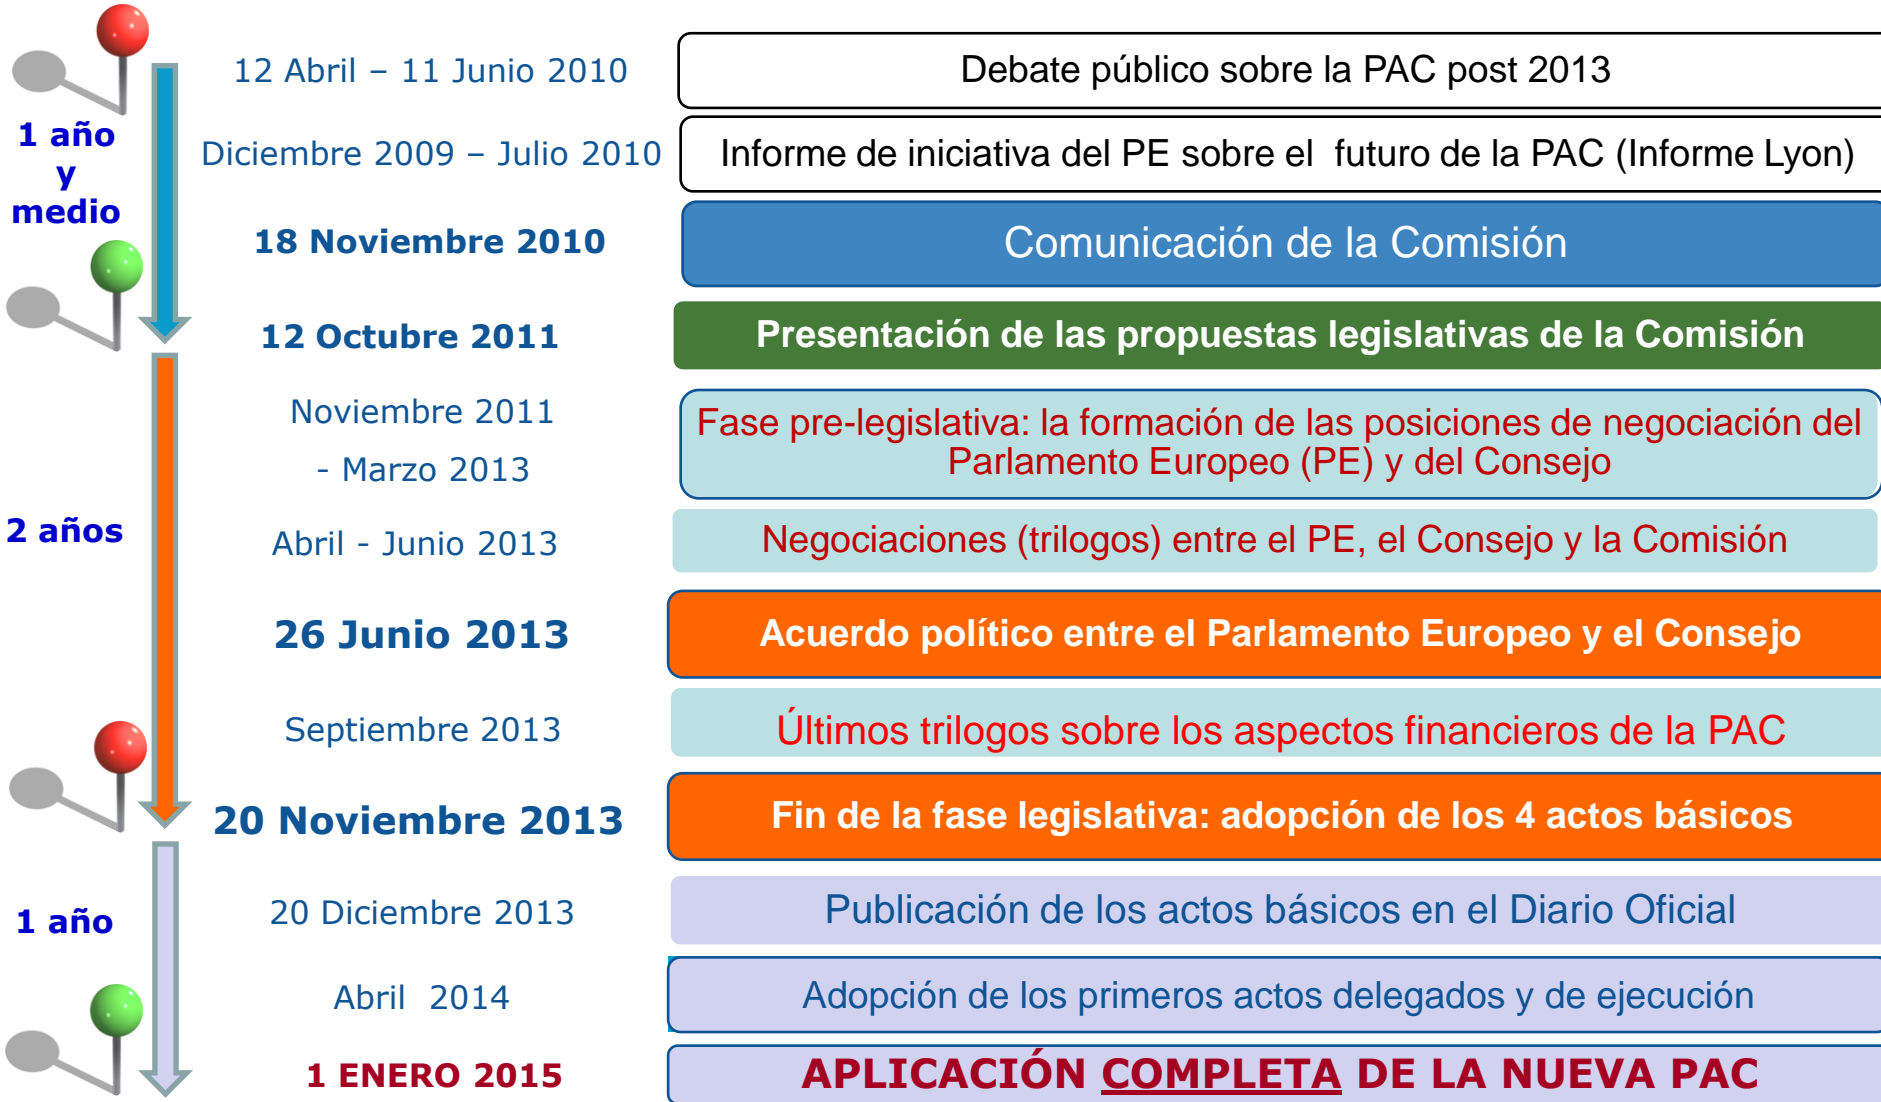 12 Abril – 11 Junio 2010
Debate público sobre la PAC post 2013
1 año
y
medio
Diciembre 2009 – Julio 2010
Informe de iniciativa del PE sobre el futuro de la PAC (Informe Lyon)
18 Noviembre 2010
Comunicación de la Comisión
12 Octubre 2011
Presentación de las propuestas legislativas de la Comisión
Noviembre 2011
- Marzo 2013
Fase pre-legislativa: la formación de las posiciones de negociación del
Parlamento Europeo (PE) y del Consejo
2 años
Abril - Junio 2013
Negociaciones (trilogos) entre el PE, el Consejo y la Comisión
26 Junio 2013
Acuerdo político entre el Parlamento Europeo y el Consejo
Septiembre 2013
Últimos trilogos sobre los aspectos financieros de la PAC
20 Noviembre 2013
Fin de la fase legislativa: adopción de los 4 actos básicos
1 año
20 Diciembre 2013
Publicación de los actos básicos en el Diario Oficial
Abril 2014
Adopción de los primeros actos delegados y de ejecución
1 ENERO 2015
APLICACIÓN COMPLETA DE LA NUEVA PAC